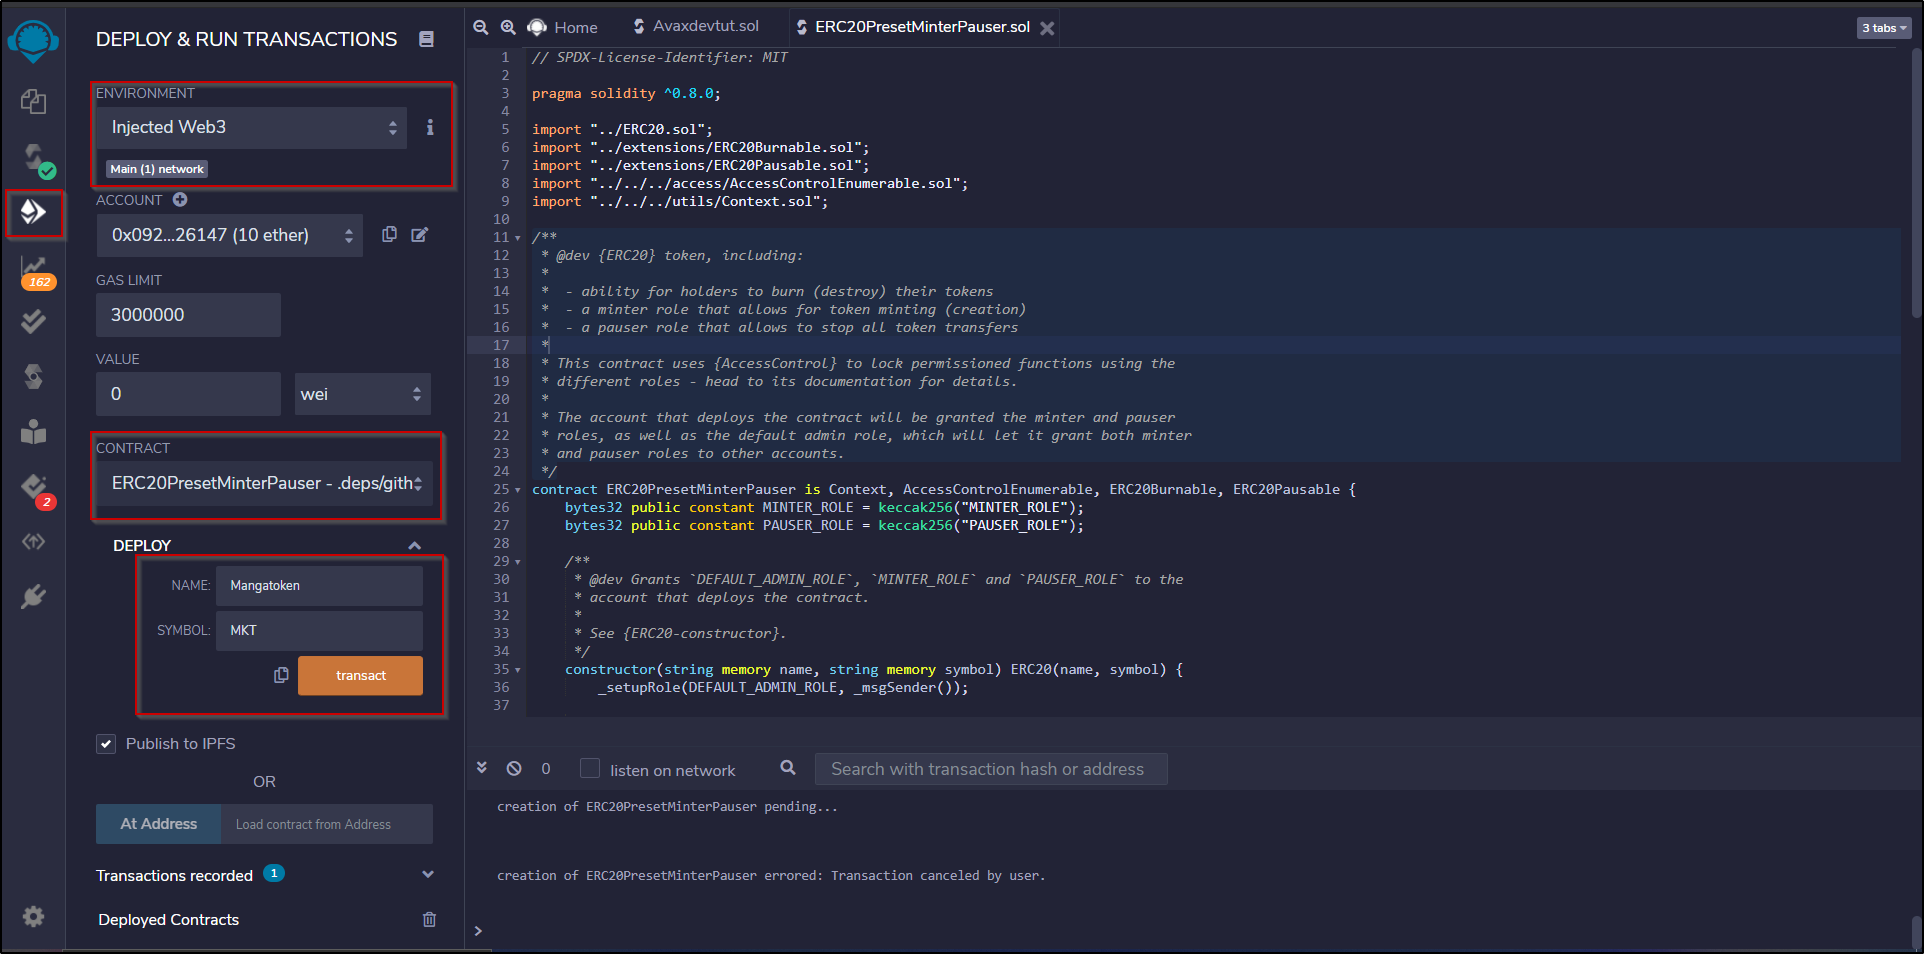 DEPLOY & RUN TRANSACTIONS
ENVIRONMENT
Injected Web3
Main (1) network
ACCOUNT
0x092...26147 (10 ether)
GAS LIMIT
3000000
VALUE
0
wei
CONTRACT
ERC20PresetMinterPauser - .deps/gith
DEPLOY
NAME: Mangatoken
SYMBOL: MKT
transact
Publish to IPFS
OR
At Address
Load contract from Address
Transactions recorded 1
Deployed Contracts
162
2
Home
Avaxdevtut.sol
ERC20PresetMinterPauser.sol
3 tabs
1 // SPDX-License-Identifier: MIT
2
3 pragma solidity ^0.8.0;
4
5 import "../ERC20.sol";
6 import "../extensions/ERC20Burnable.sol";
7 import "../extensions/ERC20Pausable.sol";
8 import "../../../access/AccessControlEnumerable.sol";
9 import "../../../utils/Context.sol";
10
11 /**
12 * @dev {ERC20} token, including:
13 *
14 * - ability for holders to burn (destroy) their tokens
15 * - a minter role that allows for token minting (creation)
16 * - a pauser role that allows to stop all token transfers
17 *
18 * This contract uses {AccessControl} to lock permissioned functions using the
19 * different roles - head to its documentation for details.
20 *
21 * The account that deploys the contract will be granted the minter and pauser
22 * roles, as well as the default admin role, which will let it grant both minter
23 * and pauser roles to other accounts.
24 */
25 contract ERC20PresetMinterPauser is Context, AccessControlEnumerable, ERC20Burnable, ERC20Pausable {
26 bytes32 public constant MINTER_ROLE = keccak256("MINTER_ROLE");
27 bytes32 public constant PAUSER_ROLE = keccak256("PAUSER_ROLE");
28
29 /**
30 * @dev Grants `DEFAULT_ADMIN_ROLE`, `MINTER_ROLE` and `PAUSER_ROLE` to the
31 * account that deploys the contract.
32 *
33 * See {ERC20-constructor}.
34 */
35 constructor(string memory name, string memory symbol) ERC20(name, symbol) {
36 _setupRole(DEFAULT_ADMIN_ROLE, _msgSender());
37
0
listen on network
Search with transaction hash or address
creation of ERC20PresetMinterPauser pending...
creation of ERC20PresetMinterPauser errored: Transaction canceled by user.
>